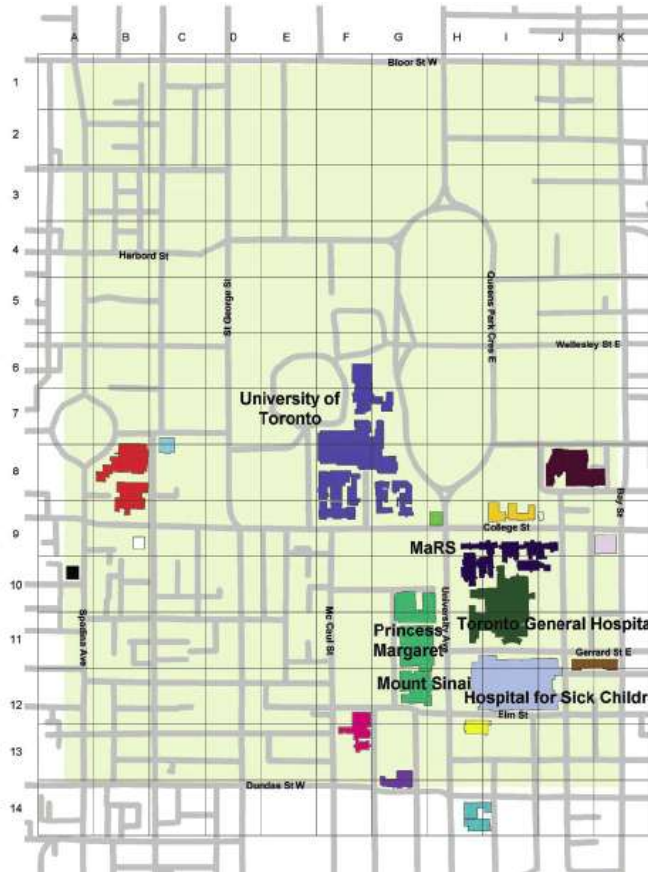 A B C D E F G H I J K
Bloor St W
1
2
3
4
Harbord St
5
St George St
Queens Park Cres E
Wellesley St E
6
University of
Toronto
7
8
Bay St
9
College St
MaRS
10
Spadina Ave
Mc Caul St
University Ave
11
Princess
Margaret
Toronto General Hospita
Gerrard St E
Mount Sinai
Hospital for Sick Childr
12
Elm St
13
Dundas St W
14